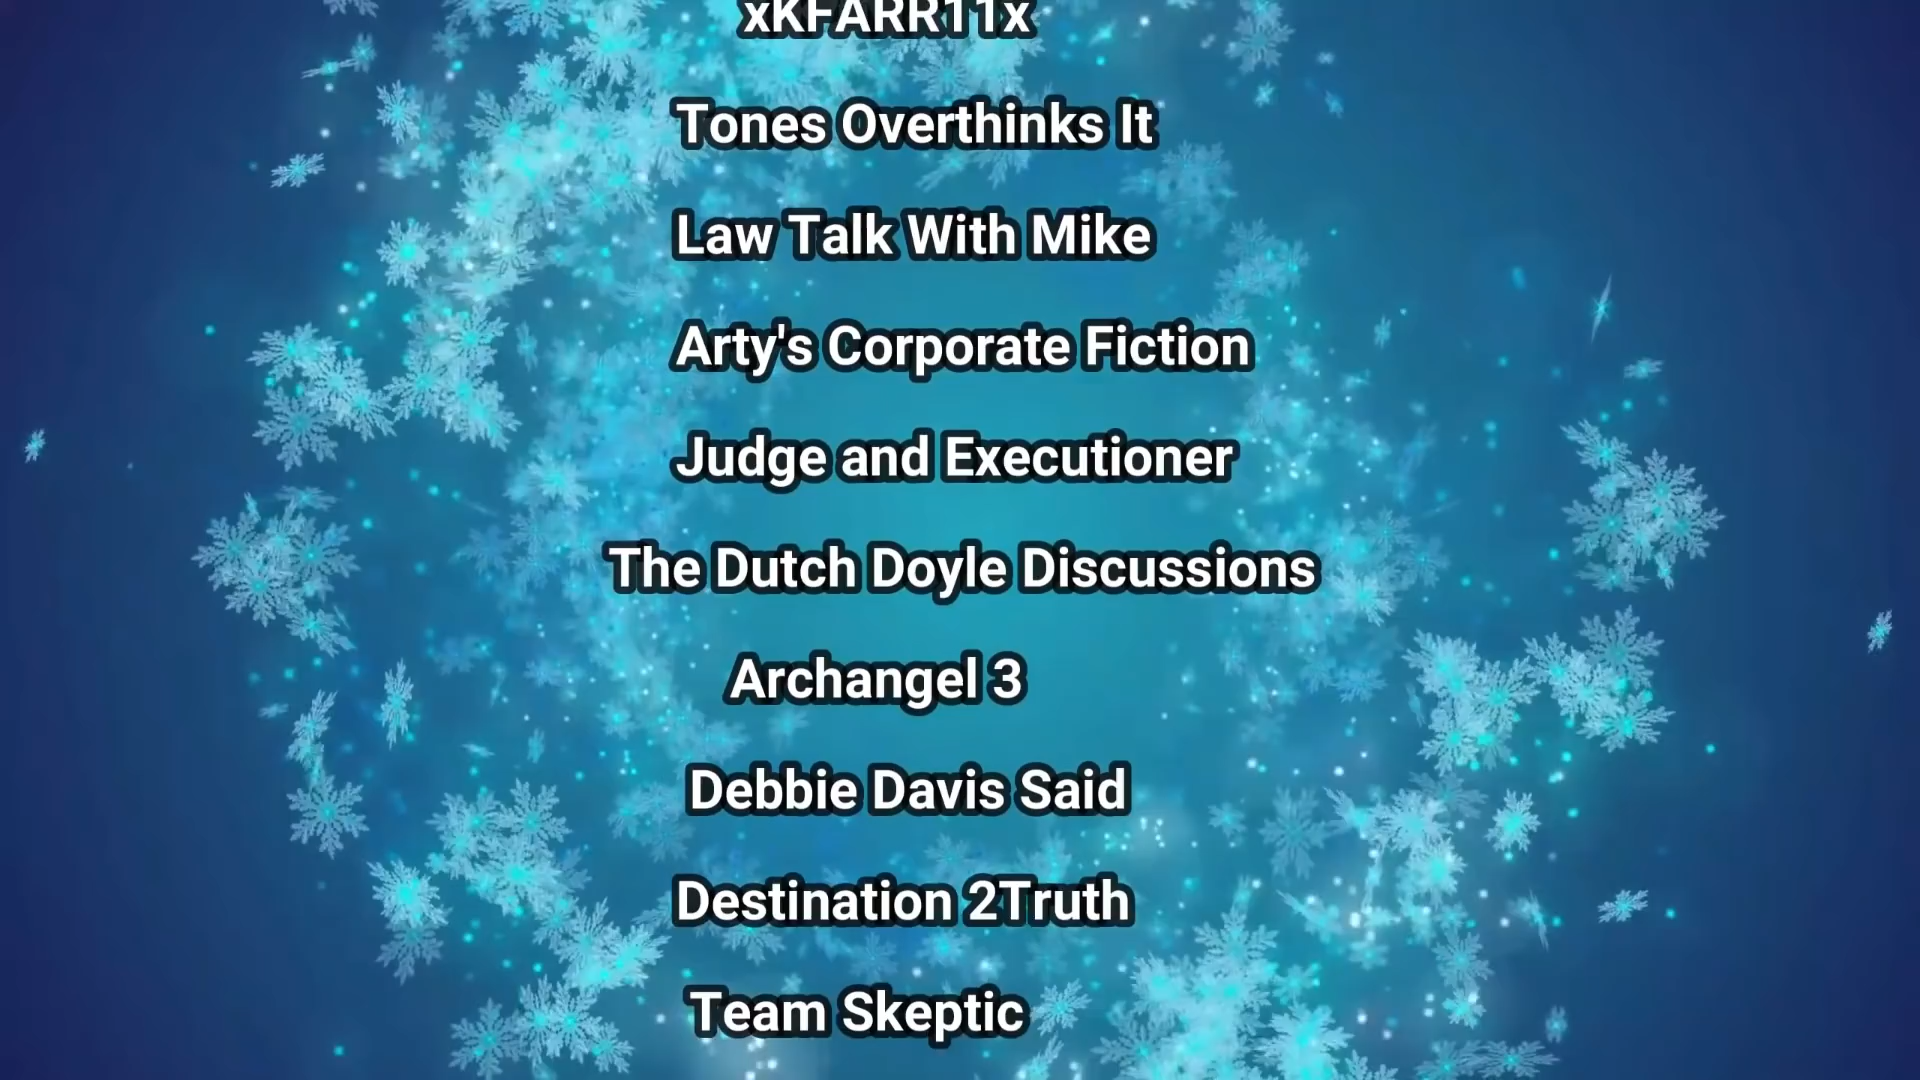 xKFARR11x
Tones Overthinks It
Law Talk With Mike
Arty's Corporate Fiction
Judge and Executioner
The Dutch Doyle Discussions
Archangel 3
Debbie Davis Said
Destination 2Truth
Team Skeptic